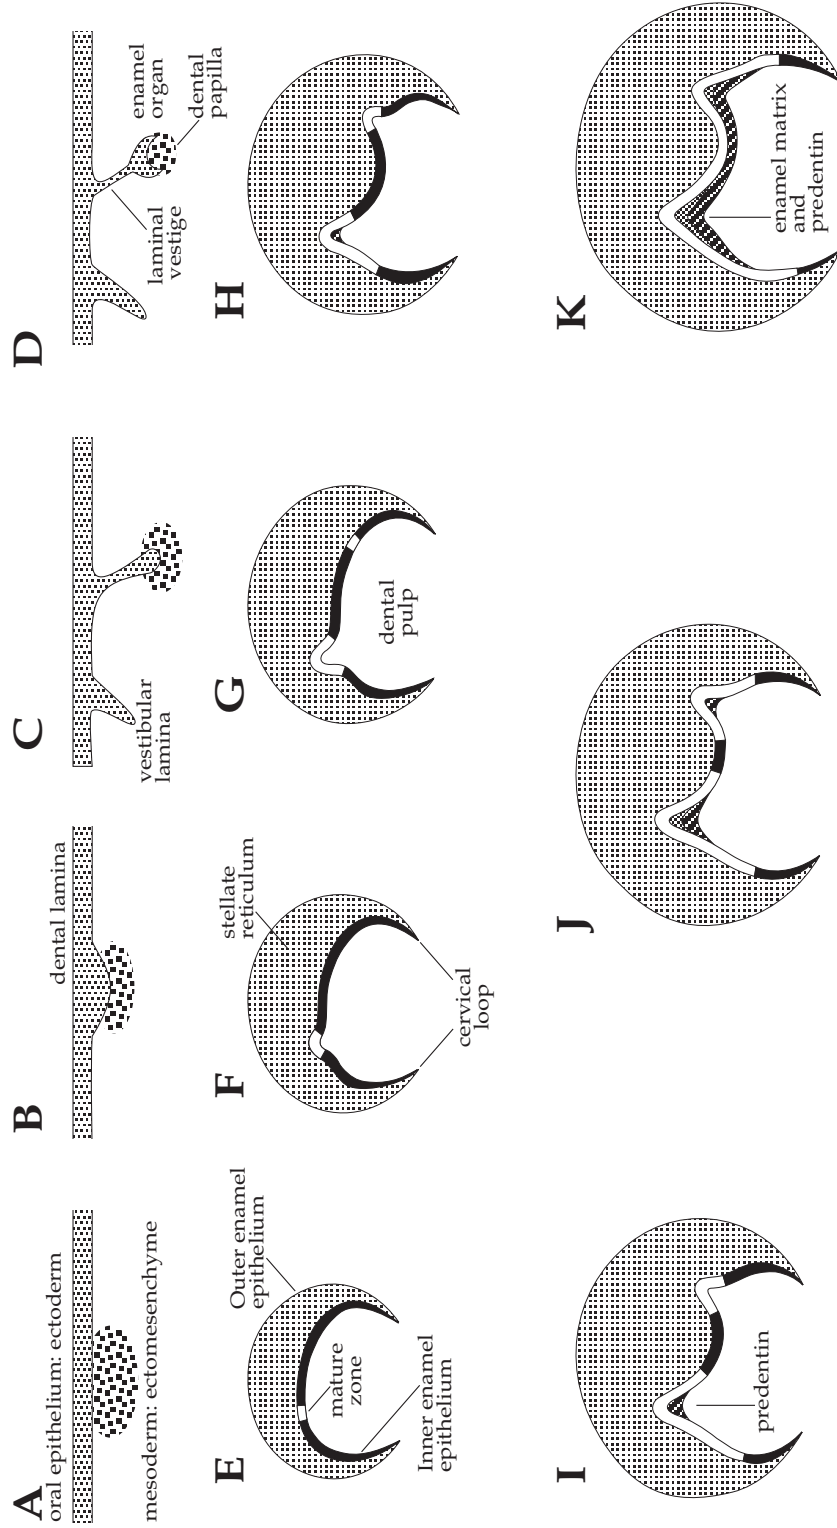 A
oral epithelium: ectoderm
mesoderm: ectomesenchyme
B
dental lamina
C
vestibular
lamina
D
laminal
vestige
enamel
organ
dental
papilla
E
Outer enamel
epithelium
mature
zone
Inner enamel
epithelium
F
stellate
reticulum
cervical
loop
G
dental
pulp
H
I
predentin
J
K
enamel matrix
and
predentin